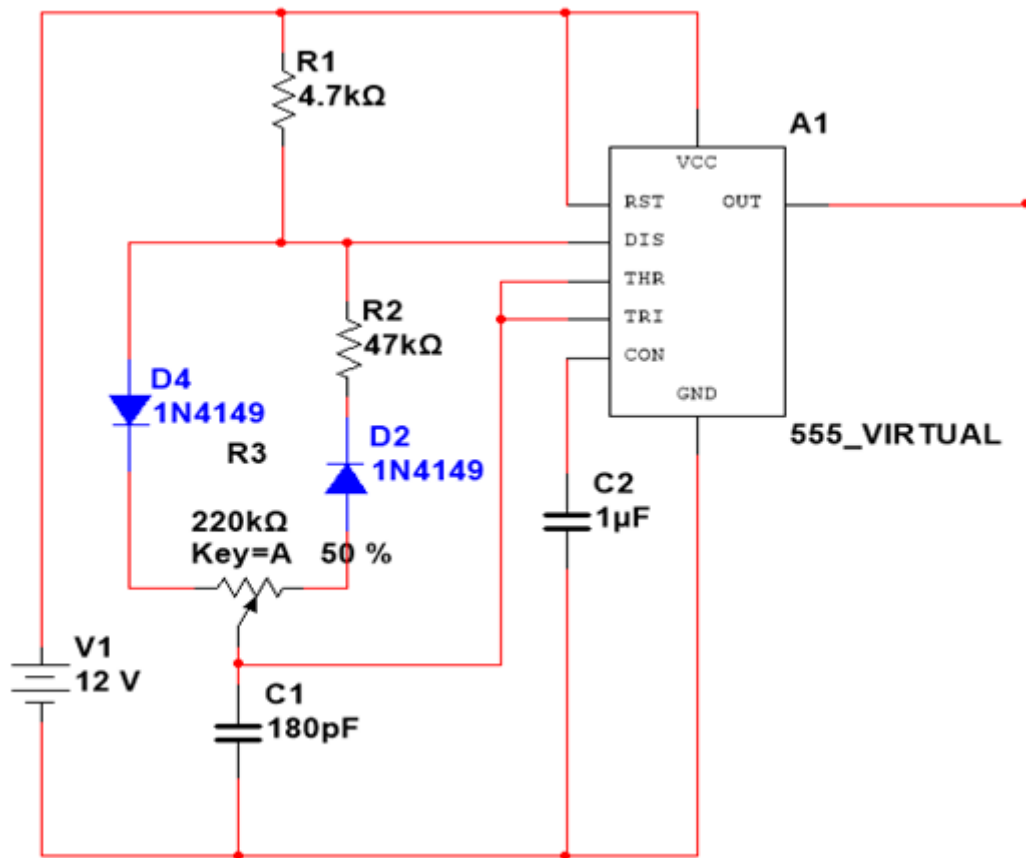 R1
4.7kΩ
A1
VCC
RST
OUT
DIS
THR
TRI
CON
GND
555_VIRTUAL
R2
47kΩ
D4
1N4149
D2
1N4149
R3
220kΩ
Key=A 50 %
C2
1µF
V1
12 V
C1
180pF